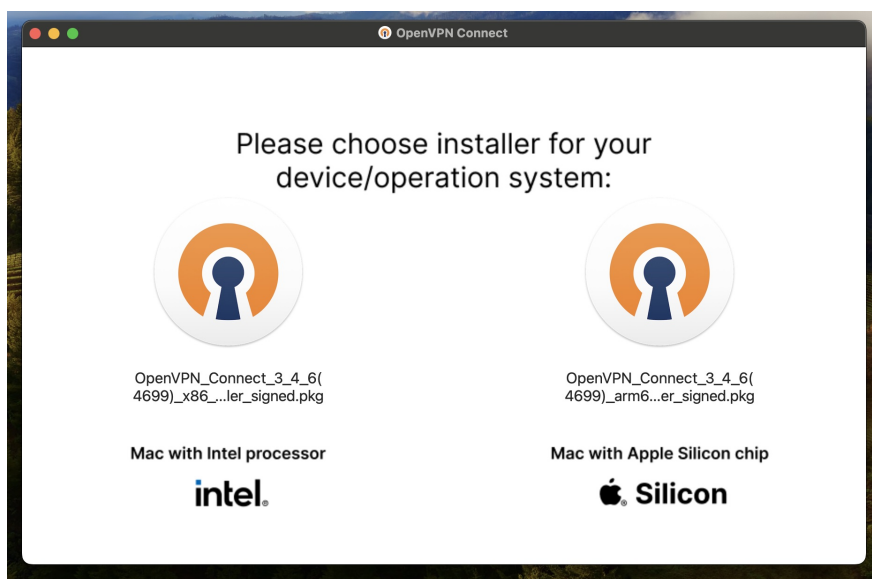 OpenVPN Connect
Please choose installer for your
device/operation system:
OpenVPN_Connect_3_4_6(
4699)_x86_...ler_signed.pkg
OpenVPN_Connect_3_4_6(
4699)_arm6...er_signed.pkg
Mac with Intel processor
intel®
Mac with Apple Silicon chip
® Silicon